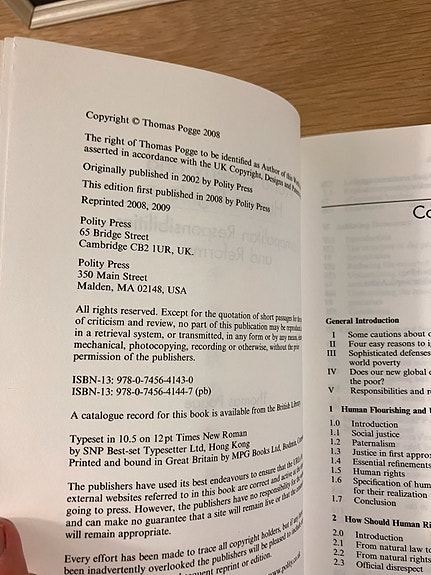 Copyright © Thomas Pogge 2008
The right of Thomas Pogge to be identified as Author of this Work
asserted in accordance with the UK Copyright, Designs and
Originally published in 2002 by Polity Press
This edition first published in 2008 by Polity Press
Reprinted 2008, 2009
Polity Press
65 Bridge Street
Cambridge CB2 1UR, UK.
Polity Press
350 Main Street
Malden, MA 02148, USA
All rights reserved. Except for the quotation of short passages for the
of criticism and review, no part of this publication may be reproduced,
in a retrieval system, or transmitted, in any form or by any means,
mechanical, photocopying, recording or otherwise, without the prior
permission of the publishers.
ISBN-13: 978-0-7456-4143-0
ISBN-13: 978-0-7456-4144-7 (pb)
A catalogue record for this book is available from the British
Typeset in 10.5 on 12 pt Times New Roman
by SNP Best-set Typesetter Ltd, Hong Kong
Printed and bound in Great Britain by MPG Books Ltd, Bodmin,
The publishers have used its best endeavours to ensure that the
external websites referred to in this book are correct and active at the
going to press. However, the publishers have no responsibility for the
and can make no guarantee that a site will remain live or that the
will remain appropriate.
Every effort has been made to trace all copyright holders, but if
been inadvertently overlooked the publishers will be pleased to
reprint or edition.
Co
General Introduction
I Some cautions about
II Four easy reasons to
III Sophisticated defenses
world poverty
IV Does our new global
the poor?
V Responsibilities and
1 Human Flourishing and
1.0 Introduction
1.1 Social justice
1.2 Paternalism
1.3 Justice in first
1.4 Essential refinements
1.5 Human rights
1.6 Specification of
for their realization
1.7 Conclusion
2 How Should Human
2.0 Introduction
2.1 From natural law to
2.2 From natural rights
2.3 Official disrespect